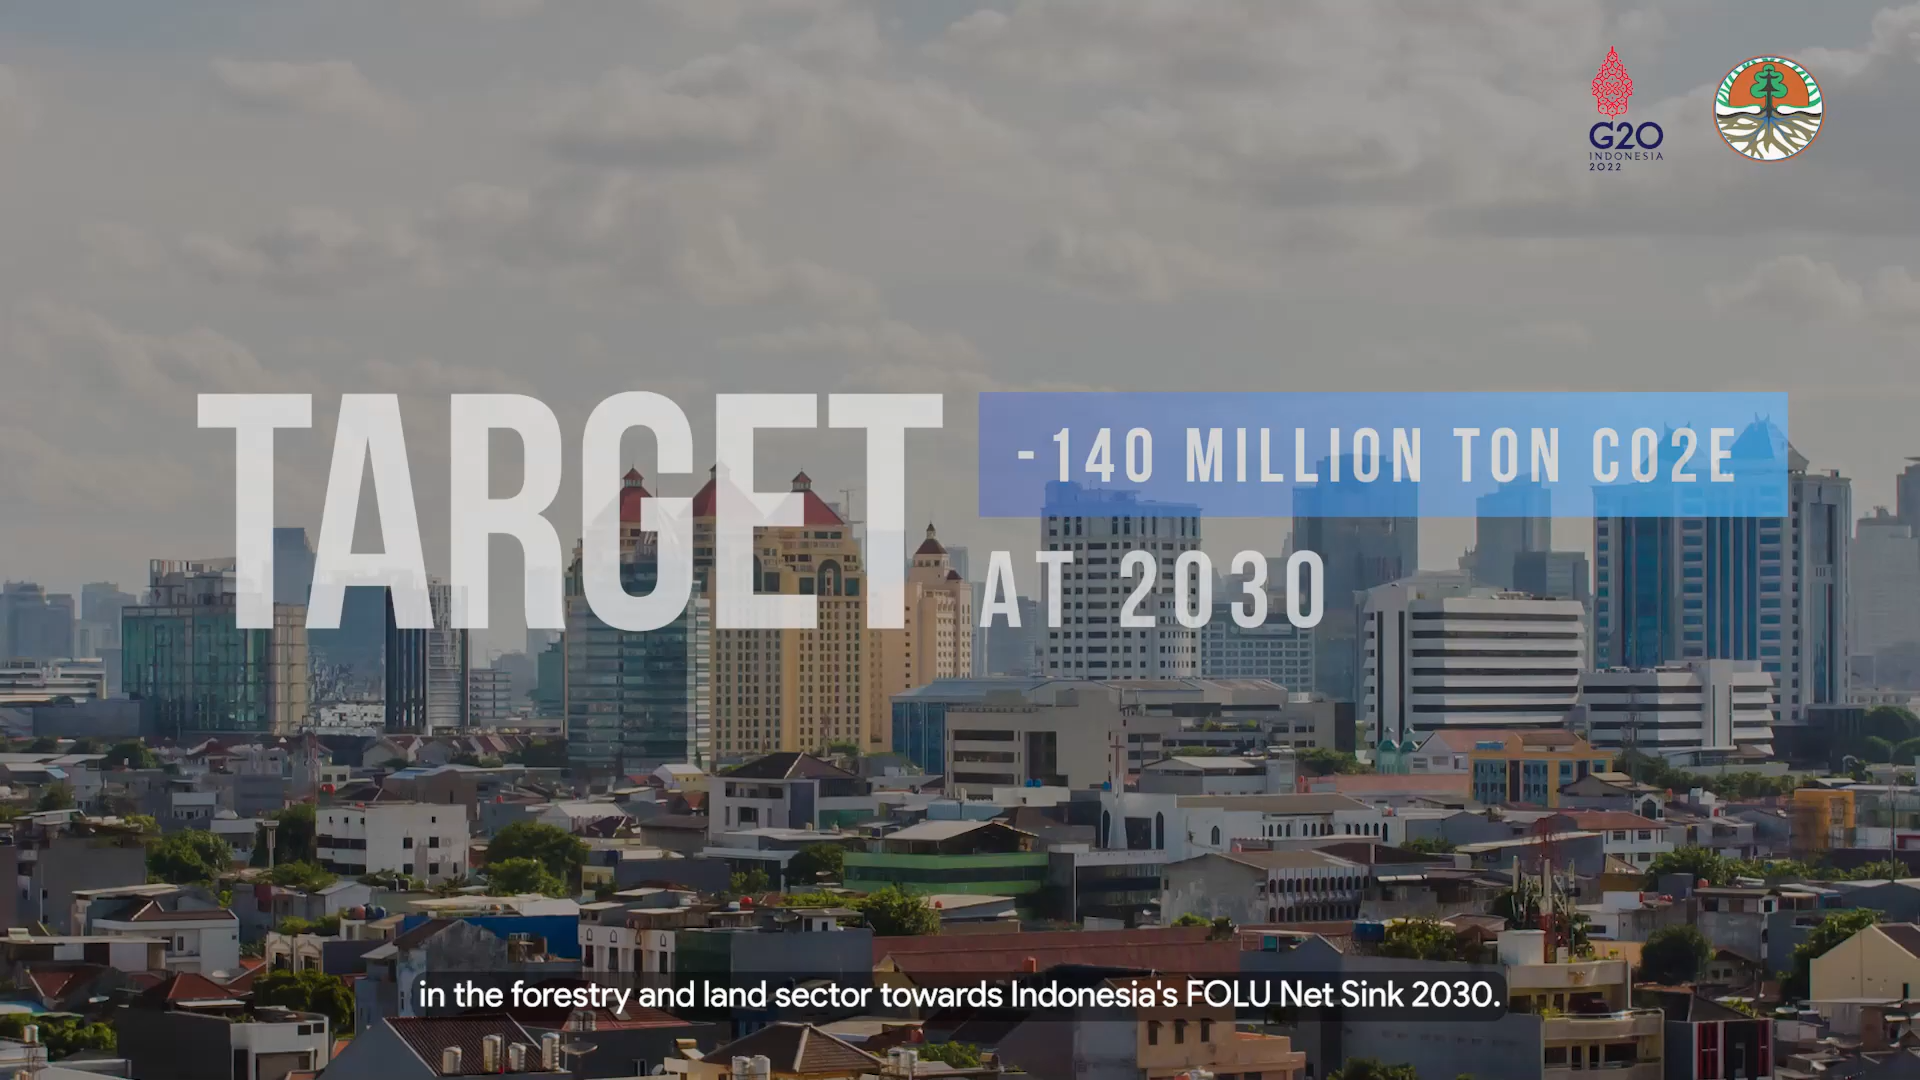 G20
INDONESIA
2022
TARGET
-140 MILLION TON CO2E
AT 2030
in the forestry and land sector towards Indonesia's FOLU Net Sink 2030.